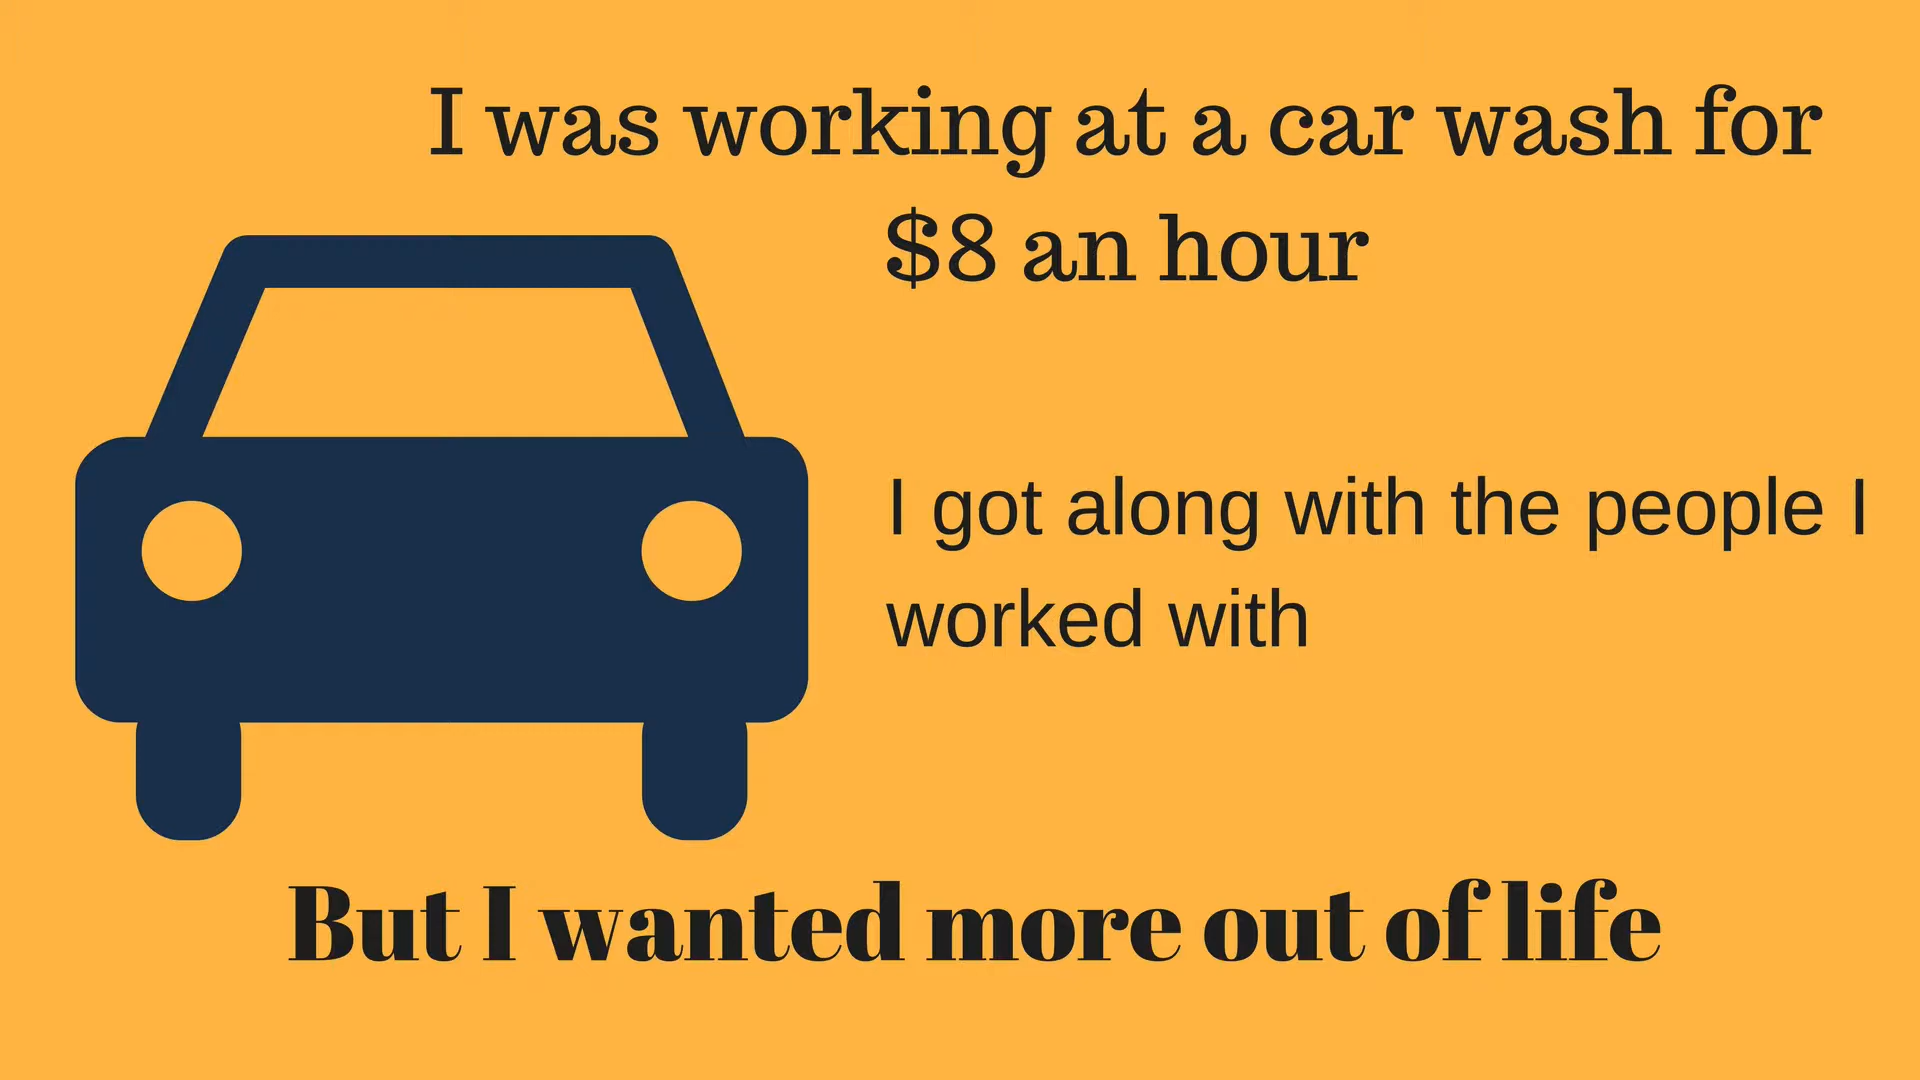 I was working at a car wash for
$8 an hour
I got along with the people I
worked with
But I wanted more out of life